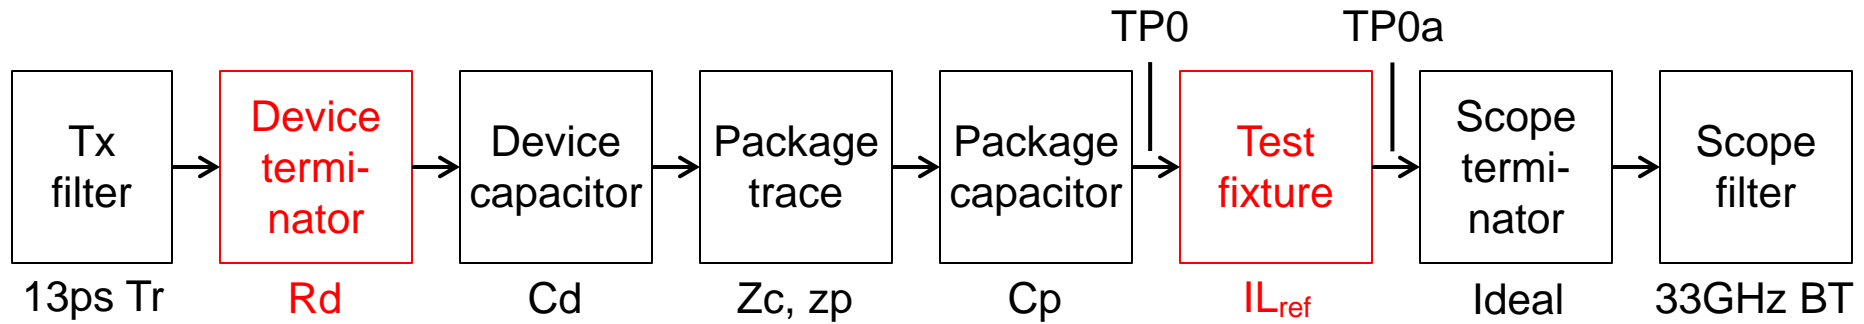 TP0
TP0a
Tx
filter
Device
termi-
nator
Device
capacitor
Package
trace
Package
capacitor
Test
fixture
Scope
termi-
nator
Scope
filter
13ps Tr
Rd
Cd
Zc, zp
Cp
ILref
Ideal
33GHz BT